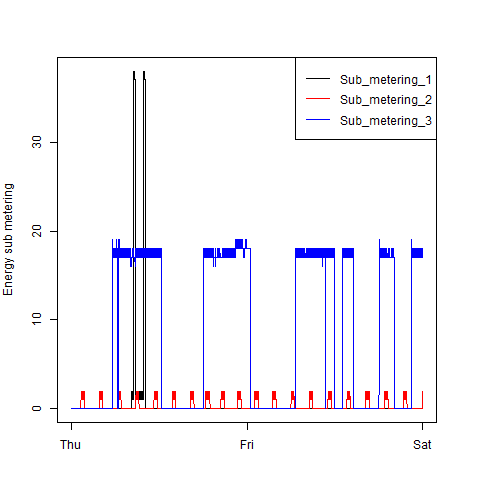 Sub_metering_1
Sub_metering_2
Sub_metering_3
Energy sub metering
30
20
10
0
Thu Fri Sat